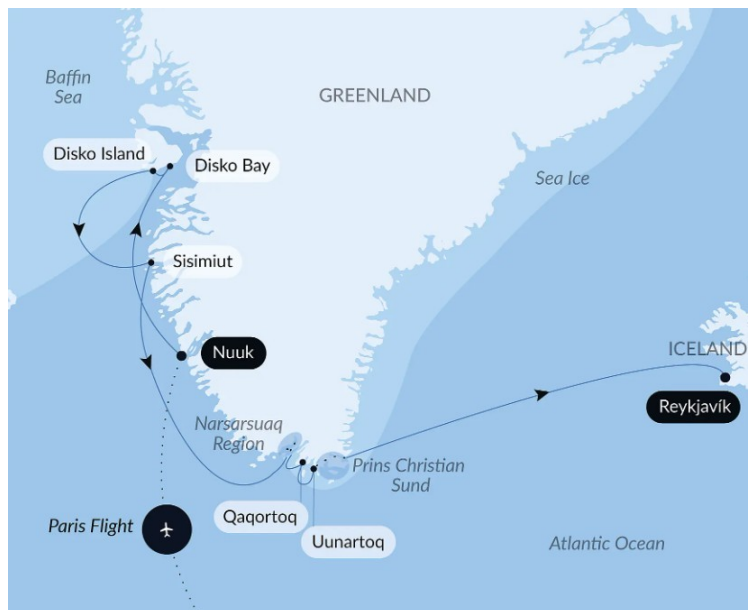 Baffin
Sea
GREENLAND
Disko Island
Disko Bay
Sea Ice
Sisimiut
Nuuk
ICELAND
Reykjavík
Narsarsuaq
Region
Prins Christian
Sund
Qaqortoq
Paris Flight
Uunartoq
Atlantic Ocean